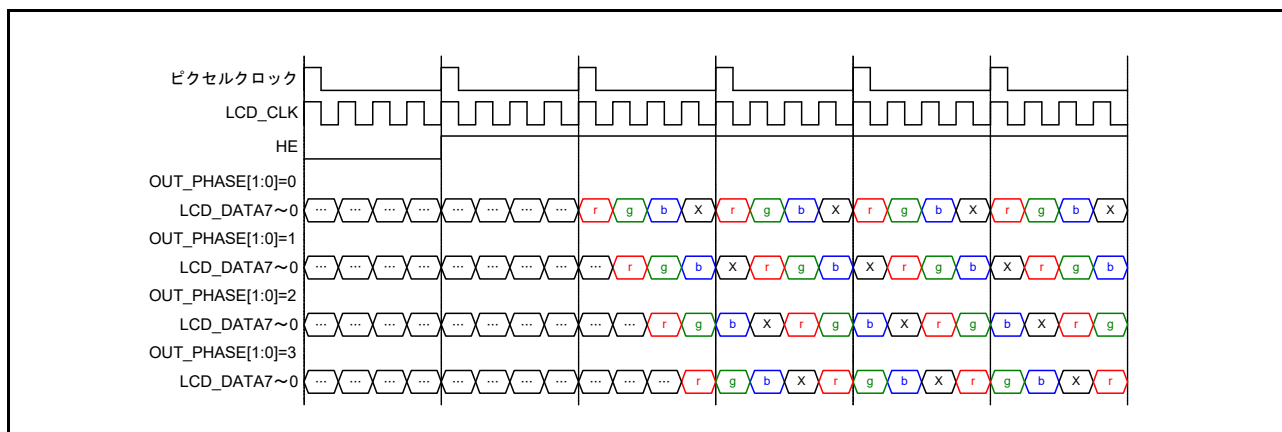 ピクセルクロック
LCD_CLK
HE
OUT_PHASE[1:0]=0
LCD_DATA7～0 ... ... ... ... ... ... ... ... r g b X r g b X r g b X r g b X
OUT_PHASE[1:0]=1
LCD_DATA7～0 ... ... ... ... ... ... ... ... ... r g b X r g b X r g b X r g b
OUT_PHASE[1:0]=2
LCD_DATA7～0 ... ... ... ... ... ... ... ... ... ... r g b X r g b X r g b X r g
OUT_PHASE[1:0]=3
LCD_DATA7～0 ... ... ... ... ... ... ... ... ... ... ... r g b X r g b X r g b X r